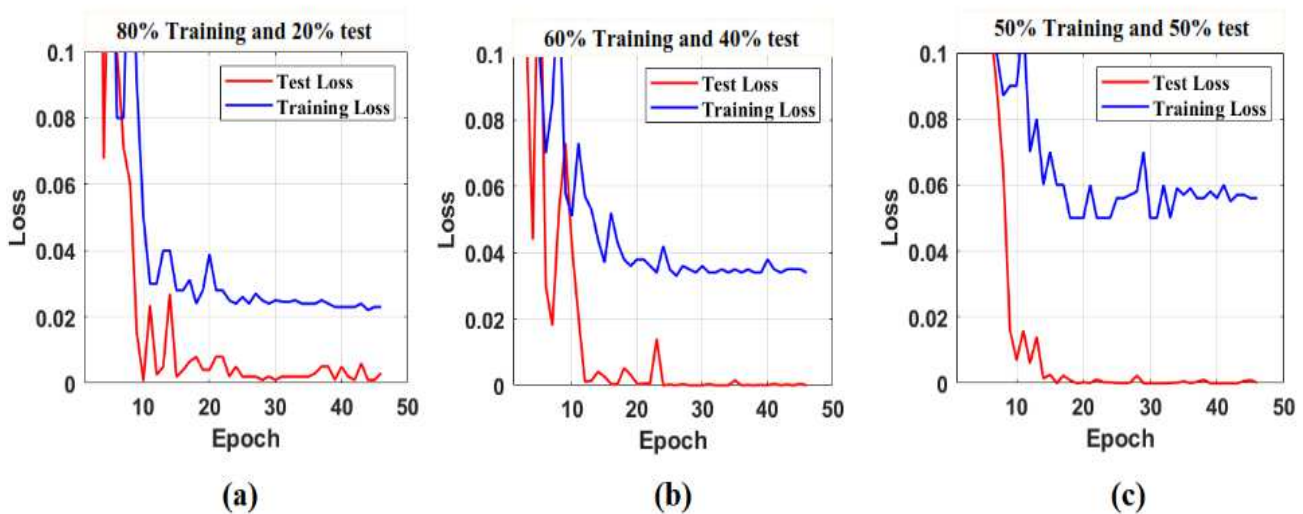 80% Training and 20% test
0.1
0.08
0.06
0.04
0.02
0
Loss
Test Loss
Training Loss
10
20
30
40
50
Epoch
(a)
60% Training and 40% test
0.1
0.08
0.06
0.04
0.02
0
Loss
Test Loss
Training Loss
10
20
30
40
50
Epoch
(b)
50% Training and 50% test
0.1
0.08
0.06
0.04
0.02
0
Loss
Test Loss
Training Loss
10
20
30
40
50
Epoch
(c)